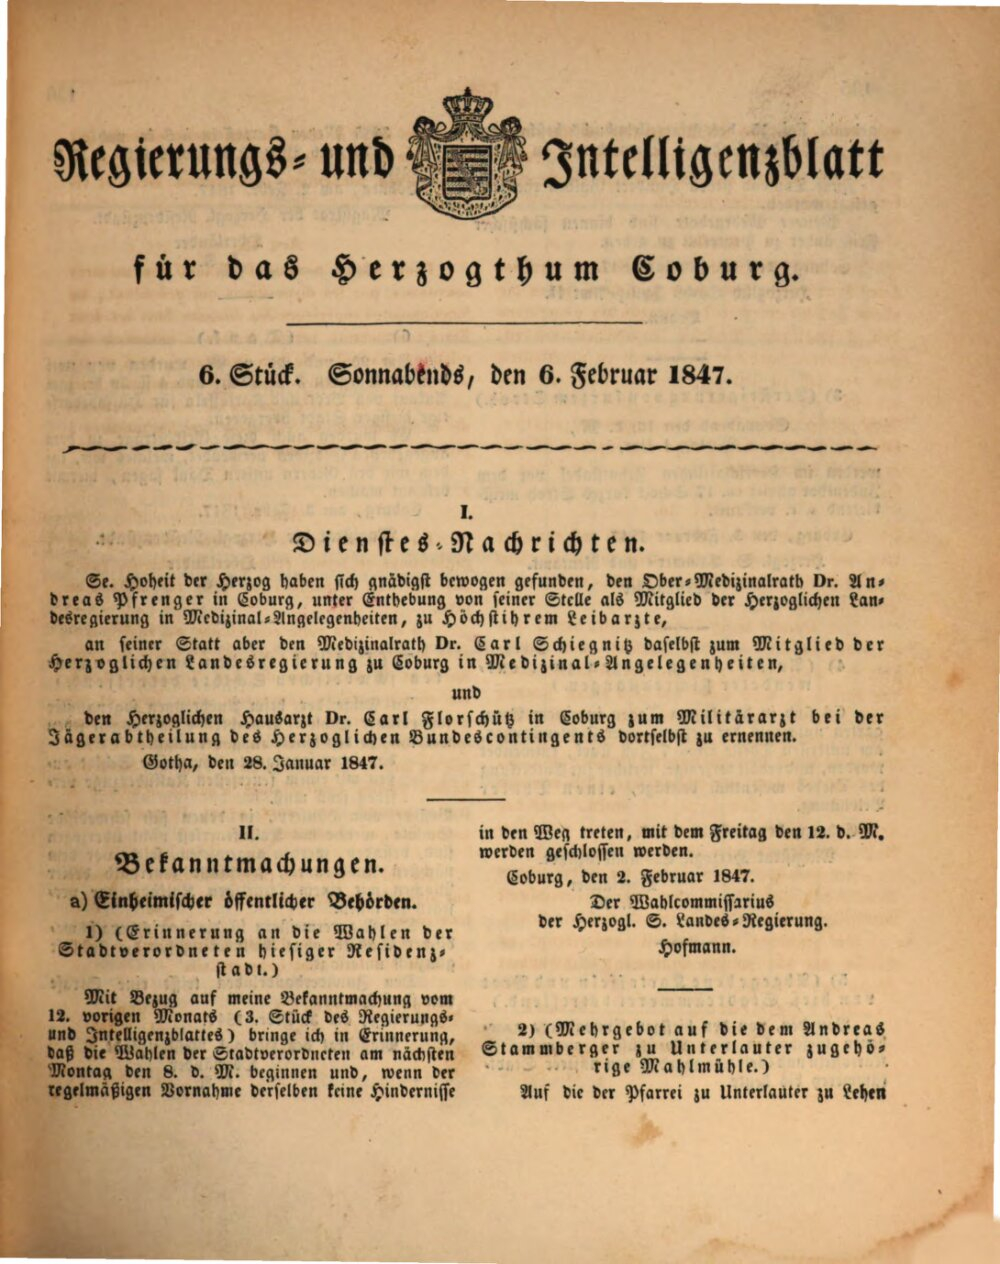 Regierungs- und Intelligenzblatt
für das Herzogthum Coburg.
6. Stück. Sonnabends, den 6. Februar 1847.
I.
Dienstes-Nachrichten.
Se. Hoheit der Herzog haben sich gnädigst bewogen gefunden, den Ober-Medizinalrath Dr. An-
dreas Pfrenger in Coburg, unter Enthebung von seiner Stelle als Mitglied der Herzoglichen Lan-
desregierung in Medizinal-Angelegenheiten, zu Höchstihrem Leibarzte,
an seiner Statt aber den Medizinalrath Dr. Carl Schiegnitz daselbst zum Mitglied der
Herzoglichen Landesregierung zu Coburg in Medizinal-Angelegenheiten,
und
den Herzoglichen Hausarzt Dr. Carl Florschütz in Coburg zum Militärarzt bei der
Jägerabtheilung des Herzoglichen Bundescontingents dortselbst zu ernennen.
Gotha, den 28. Januar 1847.
II.
Bekanntmachungen.
a) Einheimischer öffentlicher Behörden.
1) (Erinnerung an die Wahlen der
Stadtverordneten hiesiger Residenz-
stadt.)
Mit Bezug auf meine Bekanntmachung vom
12. vorigen Monats (3. Stück des Regierungs-
und Intelligenzblattes) bringe ich in Erinnerung,
daß die Wahlen der Stadtverordneten am nächsten
Montag den 8. d. M. beginnen und, wenn der
regelmäßigen Vornahme derselben keine Hindernisse
in den Weg treten, mit dem Freitag den 12. d. M.
werden geschlossen werden.
Coburg, den 2. Februar 1847.
Der Wahlcommissarius
der Herzogl. S. Landes-Regierung.
Hofmann.
2) (Mehrgebot auf die dem Andreas
Stammberger zu Unterlauter zugehö-
rige Mahlmühle.)
Auf die der Pfarrei zu Unterlauter zu Lehen